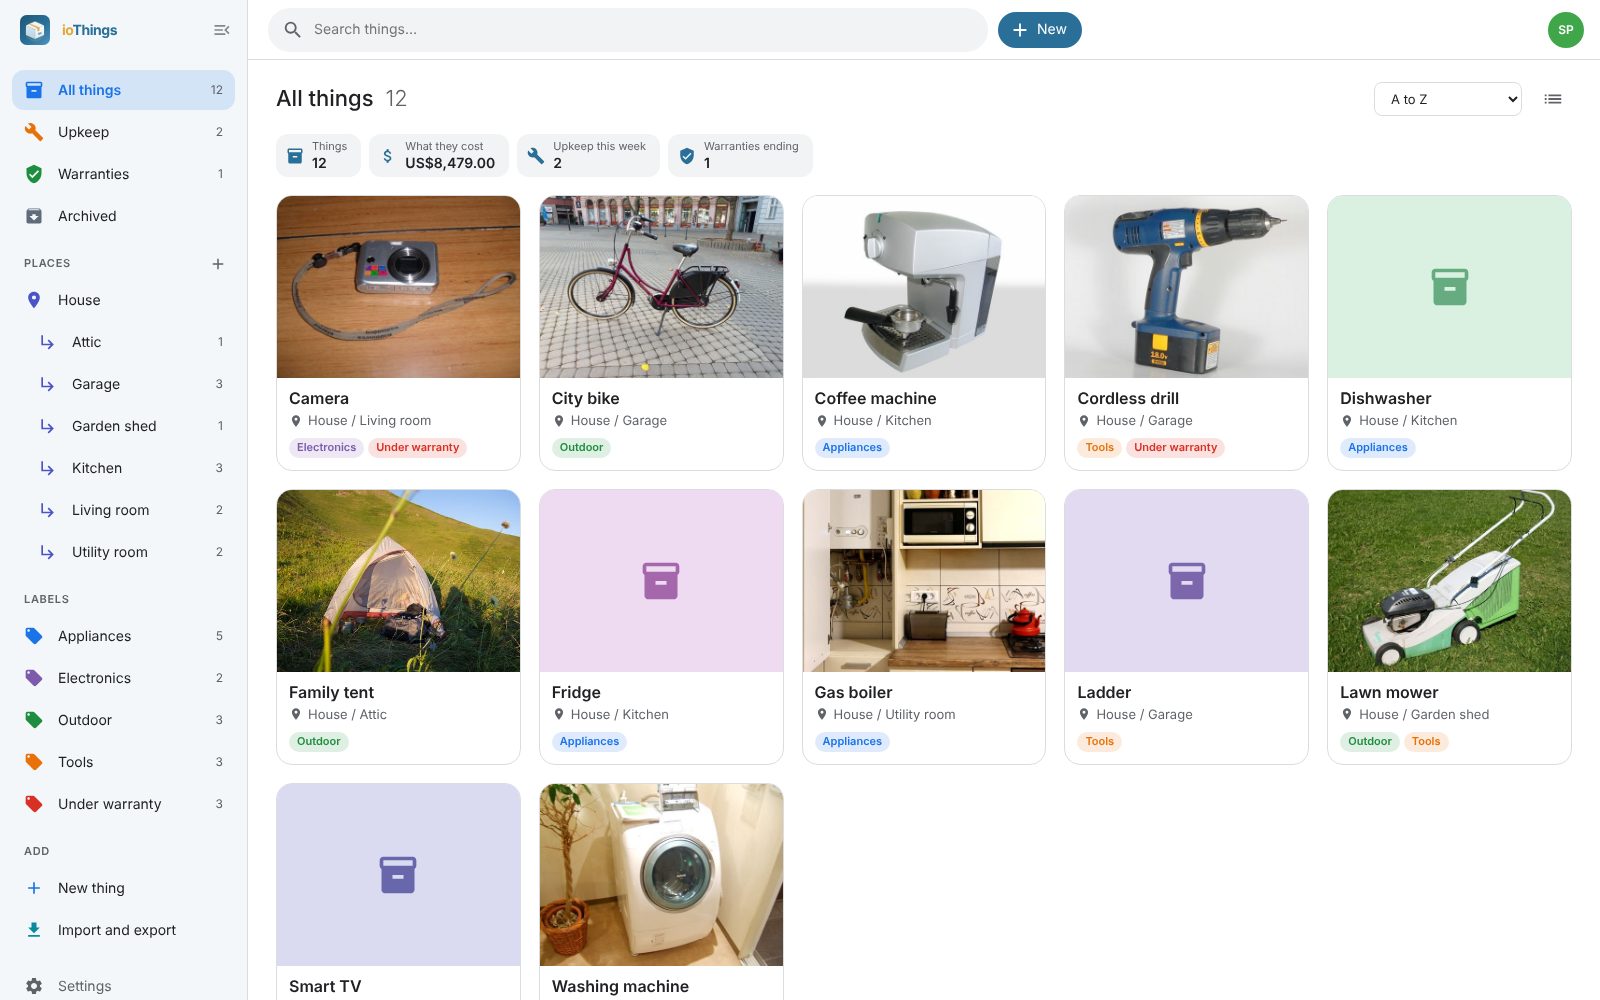 ioThings
Search things...
New
SP
All things 12
Upkeep 2
Warranties 1
Archived
PLACES
House
Attic 1
Garage 3
Garden shed 1
Kitchen 3
Living room 2
Utility room 2
LABELS
Appliances 5
Electronics 2
Outdoor 3
Tools 3
Under warranty 3
ADD
New thing
Import and export
Settings
All things 12
A to Z
Things
12
What they cost
US$8,479.00
Upkeep this week
2
Warranties ending
1
Camera
House / Living room
Electronics Under warranty
City bike
House / Garage
Outdoor
Coffee machine
House / Kitchen
Appliances
18.0v
Cordless drill
House / Garage
Tools Under warranty
Dishwasher
House / Kitchen
Appliances
Family tent
House / Attic
Outdoor
Fridge
House / Kitchen
Appliances
Gas boiler
House / Utility room
Appliances
Ladder
House / Garage
Tools
Lawn mower
House / Garden shed
Outdoor Tools
Smart TV
Washing machine